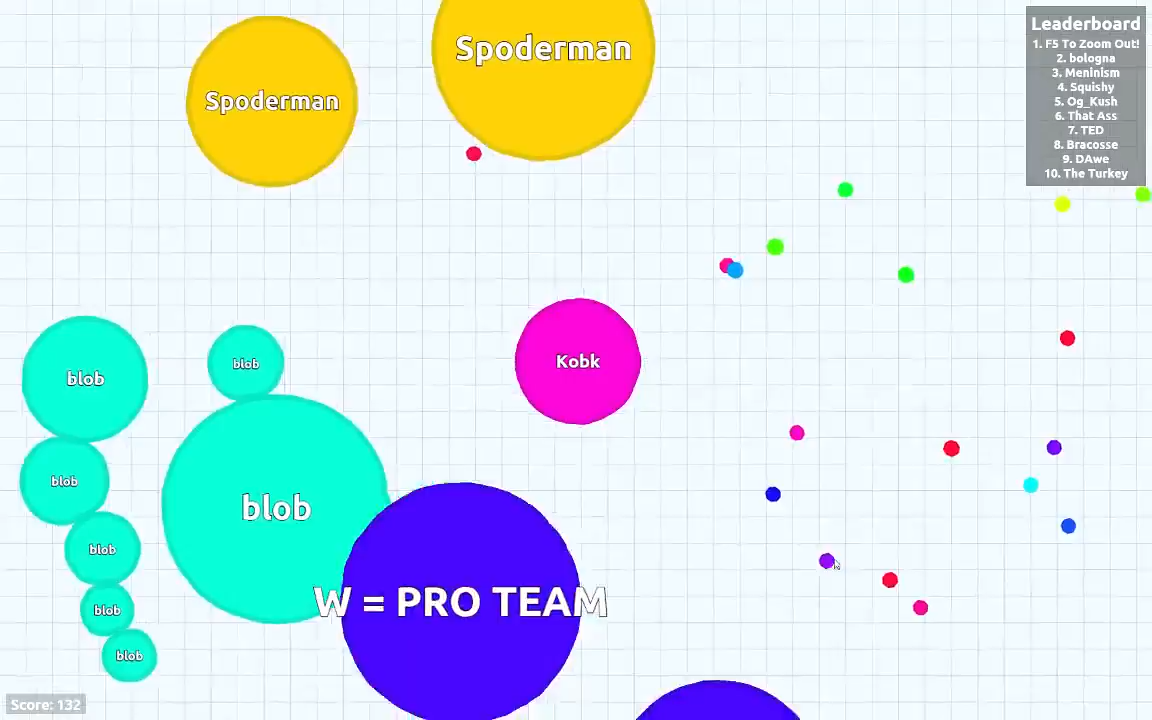 Spoderman
Spoderman
Leaderboard
1. F5 To Zoom Out!
2. bologna
3. Meninism
4. Squishy
5. Og_Kush
6. That Ass
7. TED
8. Bracosse
9. DAwe
10. The Turkey
blob
blob
Kobk
blob
blob
blob
blob
blob
W = PRO TEAM
Score: 132